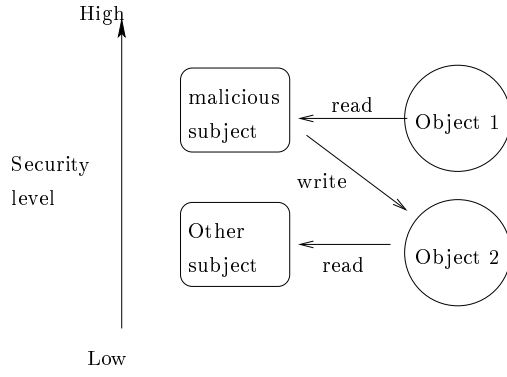 High
malicious
subject
read
Object 1
Security
level
write
Other
subject
read
Object 2
Low